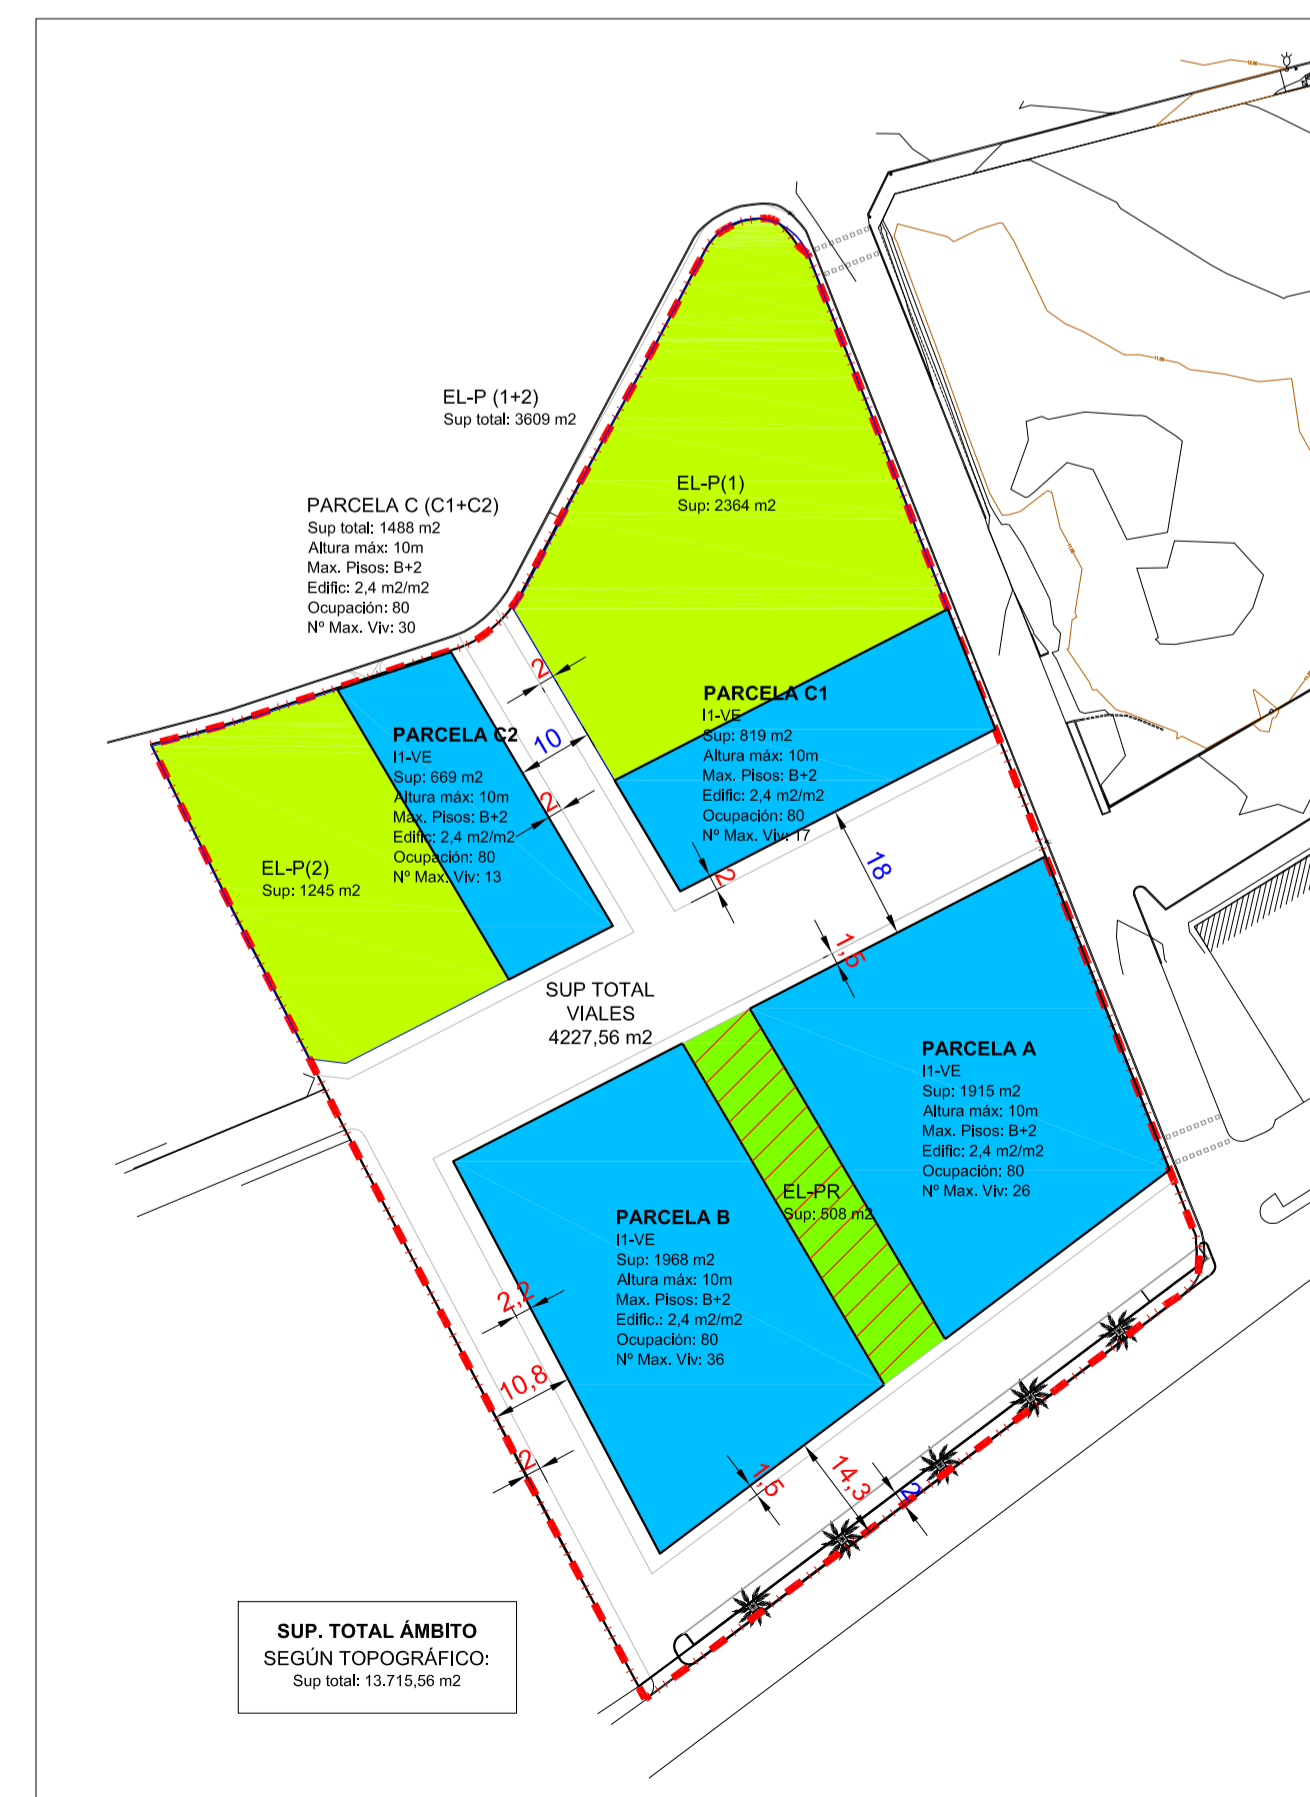 EL-P (1+2)
Sup total: 3609 m2
EL-P(1)
Sup: 2364 m2
PARCELA C (C1+C2)
Sup total: 1488 m2
Altura máx: 10m
Max. Pisos: B+2
Edific: 2,4 m2/m2
Ocupación: 80
Nº Max. Viv: 30
2
10
2
PARCELA C1
I1-VE
Sup: 819 m2
Altura máx: 10m
Max. Pisos: B+2
Edific: 2,4 m2/m2
Ocupación: 80
Nº Max. Viv: 17
PARCELA C2
I1-VE
Sup: 669 m2
Altura máx: 10m
Max. Pisos: B+2
Edific: 2,4 m2/m2
Ocupación: 80
Nº Max. Viv: 13
EL-P(2)
Sup: 1245 m2
2
18
1,5
SUP TOTAL
VIALES
4227,56 m2
PARCELA A
I1-VE
Sup: 1915 m2
Altura máx: 10m
Max. Pisos: B+2
Edific: 2,4 m2/m2
Ocupación: 80
Nº Max. Viv: 26
EL-PR
Sup: 508 m2
PARCELA B
I1-VE
Sup: 1968 m2
Altura máx: 10m
Max. Pisos: B+2
Edific.: 2,4 m2/m2
Ocupación: 80
Nº Max. Viv: 36
2,2
10,8
2
1,5
14,3
2
SUP. TOTAL ÁMBITO
SEGÚN TOPOGRÁFICO:
Sup total: 13.715,56 m2